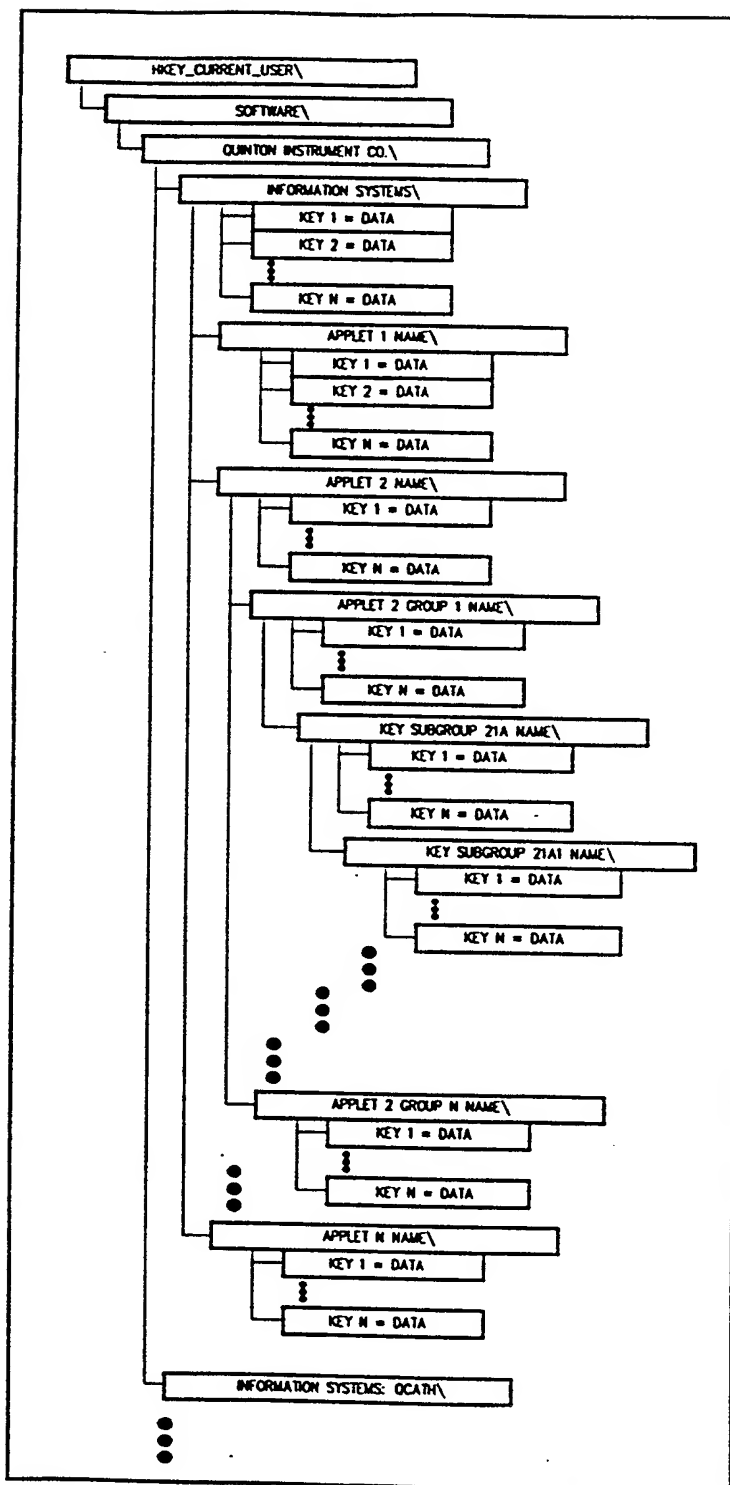 HKEY_CURRENT_USER\
SOFTWARE\
QUINTON INSTRUMENT CO.\
INFORMATION SYSTEMS\
KEY 1 = DATA
KEY 2 = DATA
KEY N = DATA
APPLET 1 NAME\
KEY 1 = DATA
KEY 2 = DATA
KEY N = DATA
APPLET 2 NAME\
KEY 1 = DATA
KEY N = DATA
APPLET 2 GROUP 1 NAME\
KEY 1 = DATA
KEY N = DATA
KEY SUBGROUP 21A NAME\
KEY 1 = DATA
KEY N = DATA
KEY SUBGROUP 21A1 NAME\
KEY 1 = DATA
KEY N = DATA
APPLET 2 GROUP N NAME\
KEY 1 = DATA
KEY N = DATA
APPLET N NAME\
KEY 1 = DATA
KEY N = DATA
INFORMATION SYSTEMS: QCATH\